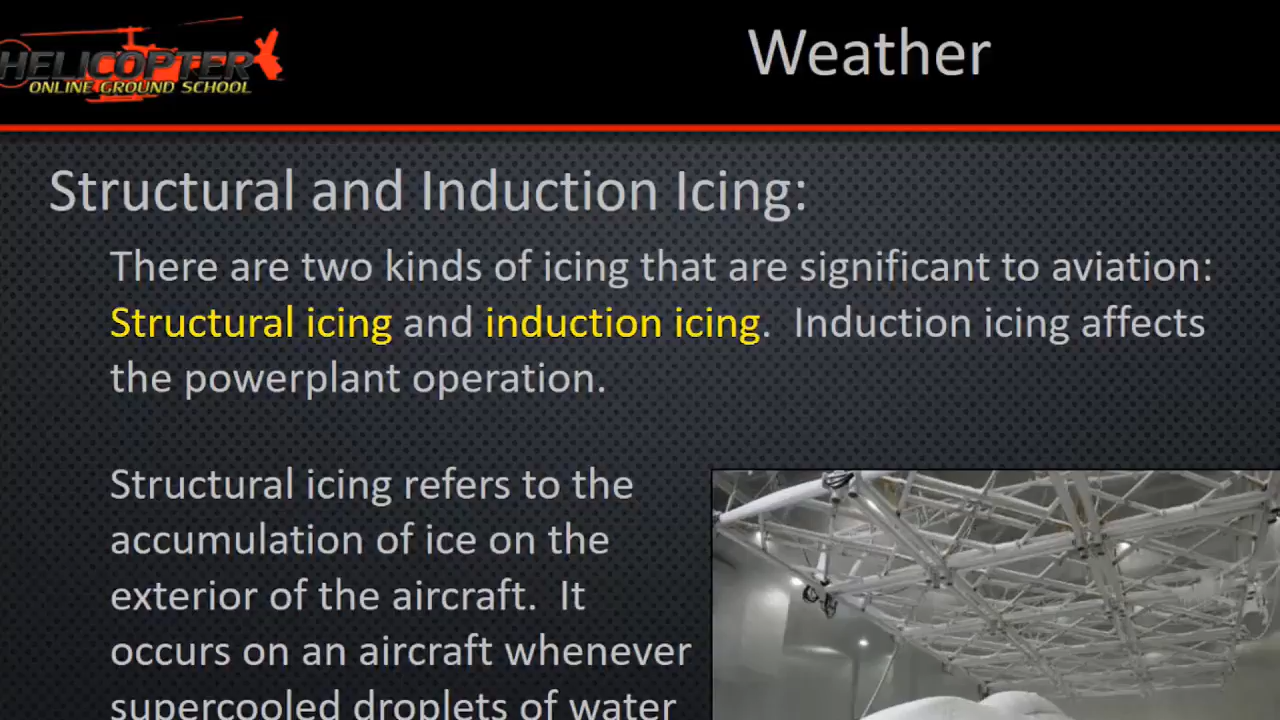 HELICOPTER
ONLINE GROUND SCHOOL
Weather
Structural and Induction Icing:
There are two kinds of icing that are significant to aviation:
Structural icing and induction icing. Induction icing affects
the powerplant operation.
Structural icing refers to the
accumulation of ice on the
exterior of the aircraft. It
occurs on an aircraft whenever
supercooled droplets of water